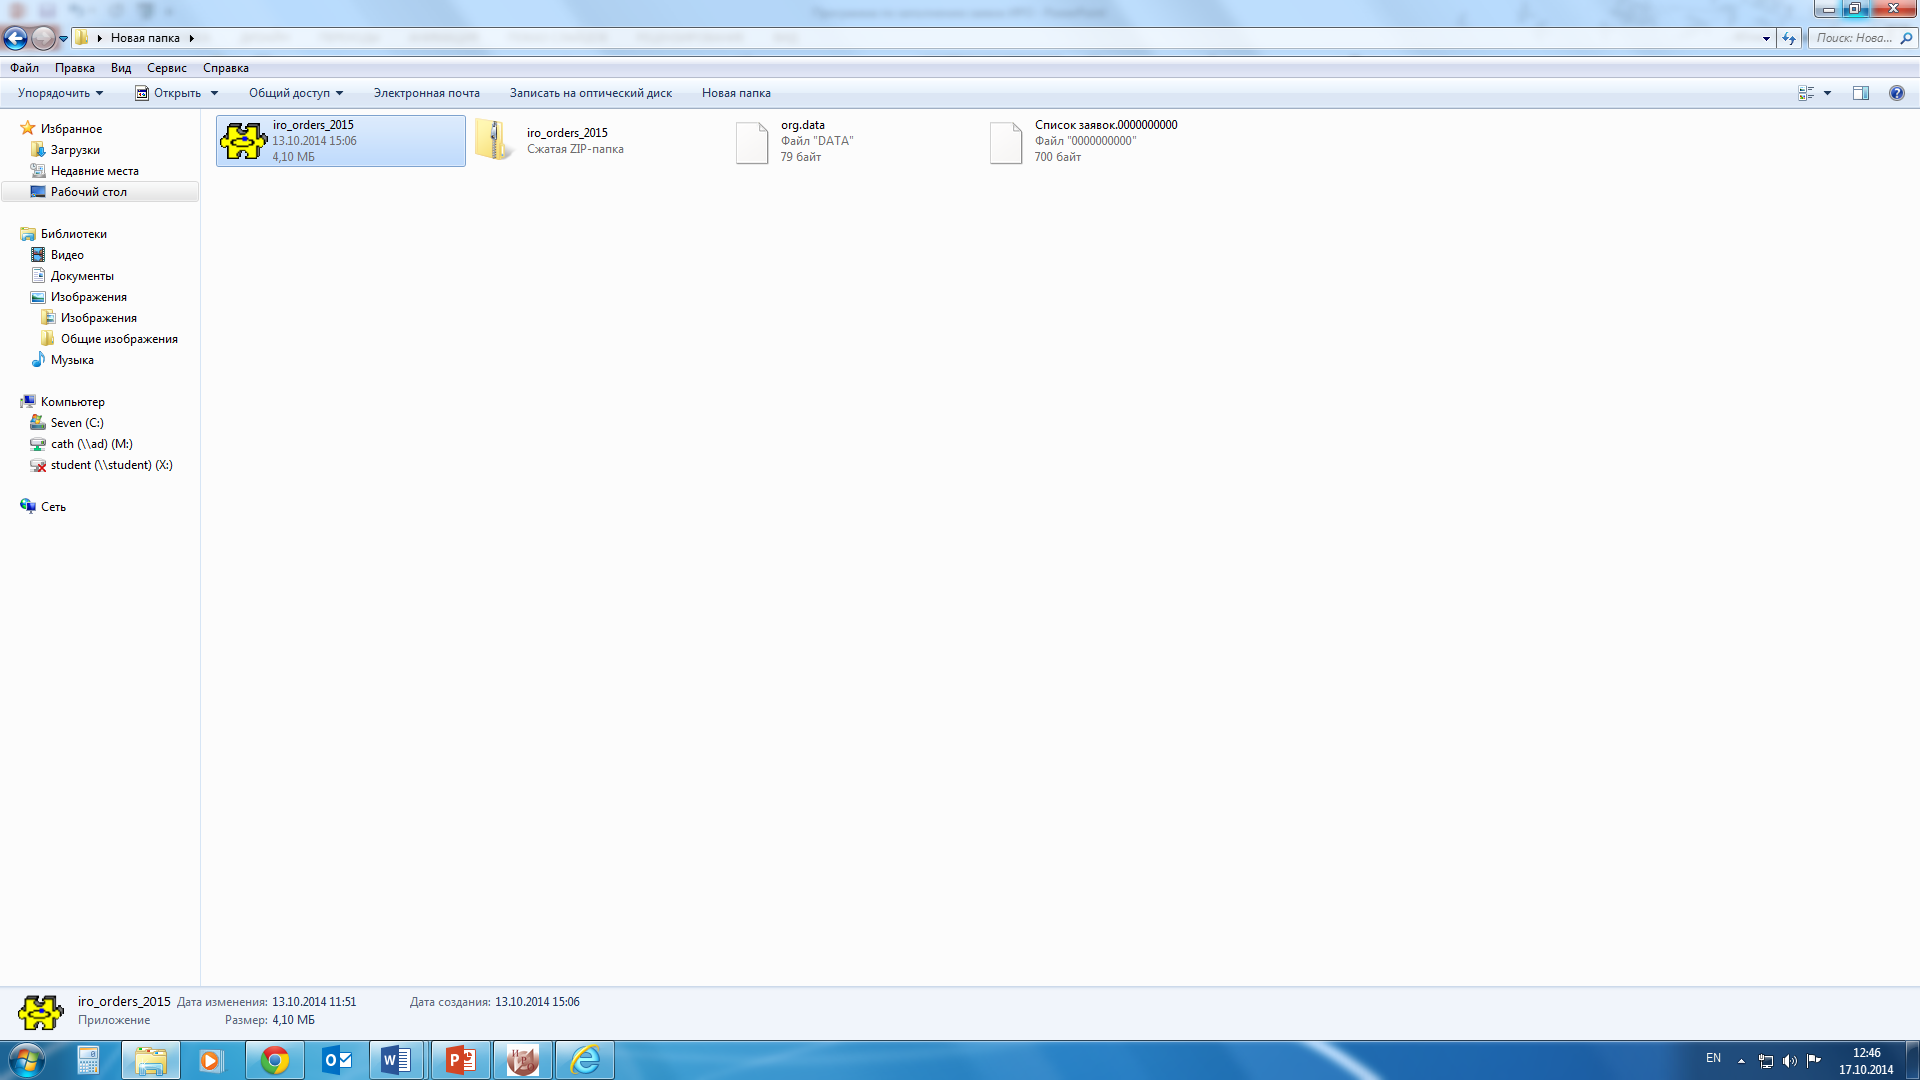 Новая папка
Поиск: Нова...
Файл Правка Вид Сервис Справка
Упорядочить Открыть Общий доступ Электронная почта Записать на оптический диск Новая папка
Избранное
Загрузки
Недавние места
Рабочий стол
Библиотеки
Видео
Документы
Изображения
Изображения
Общие изображения
Музыка
Компьютер
Seven (C:)
cath (\\ad) (M:)
student (\\student) (X:)
Сеть
iro_orders_2015
13.10.2014 15:06
4,10 МБ
iro_orders_2015
Сжатая ZIP-папка
org.data
Файл "DATA"
79 байт
Список заявок.0000000000
Файл "0000000000"
700 байт
iro_orders_2015 Дата изменения: 13.10.2014 11:51 Дата создания: 13.10.2014 15:06
Приложение Размер: 4,10 МБ
EN
12:46
17.10.2014